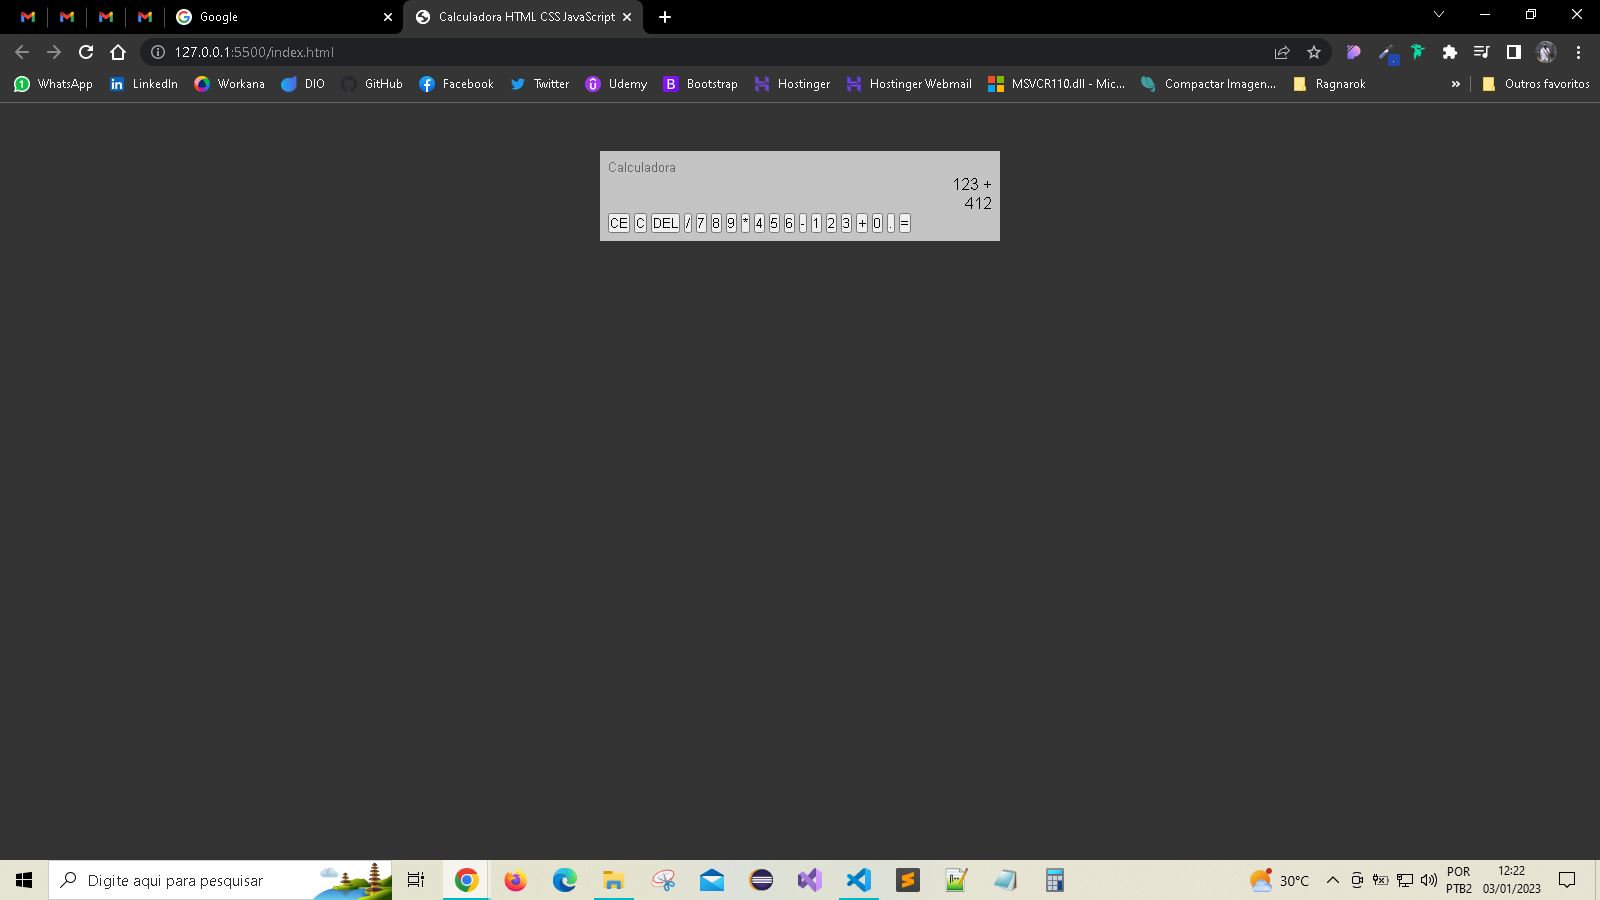 Google
Calculadora HTML CSS JavaScript
127.0.0.1:5500/index.html
WhatsApp LinkedIn Workana DIO GitHub Facebook Twitter Udemy Bootstrap Hostinger Hostinger Webmail MSVCR110.dll - Mic... Compactar Imagen... Ragnarok » Outros favoritos
Calculadora
123 +
412
CE C DEL / 7 8 9 * 4 5 6 - 1 2 3 + 0 . =
Digite aqui para pesquisar
30°C
POR
PTB2
12:22
03/01/2023